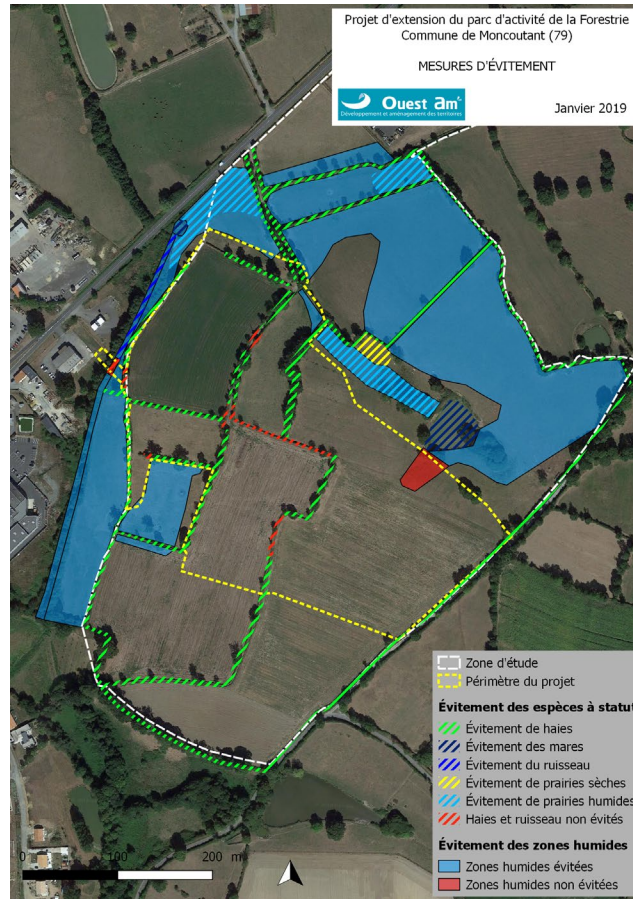 Projet d'extension du parc d'activité de la Forestrie
Commune de Moncoutant (79)
MESURES D'ÉVITEMENT
Ouest am'
Développement et aménagement des territoires
Janvier 2019
Zone d'étude
Périmètre du projet
Évitement des espèces à statut
Évitement de haies
Évitement des mares
Évitement du ruisseau
Évitement de prairies sèches
Évitement de prairies humides
Haies et ruisseau non évités
Évitement des zones humides
Zones humides évitées
Zones humides non évitées
0 100 200 m